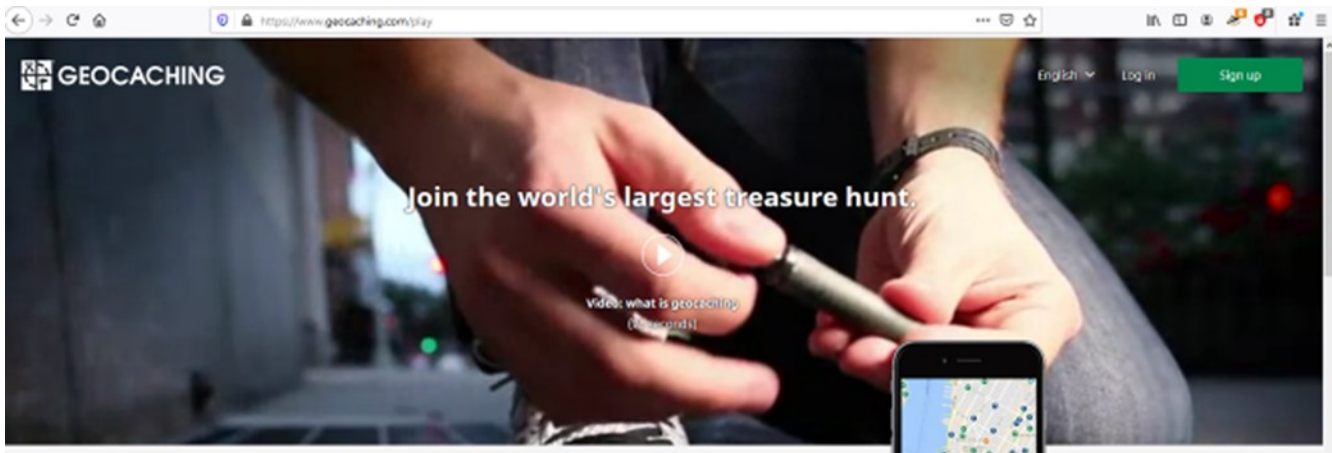 https://www.geocaching.com/play
GEOCACHING
English
Log in
Sign up
Join the world's largest treasure hunt.
Video: what is geocaching